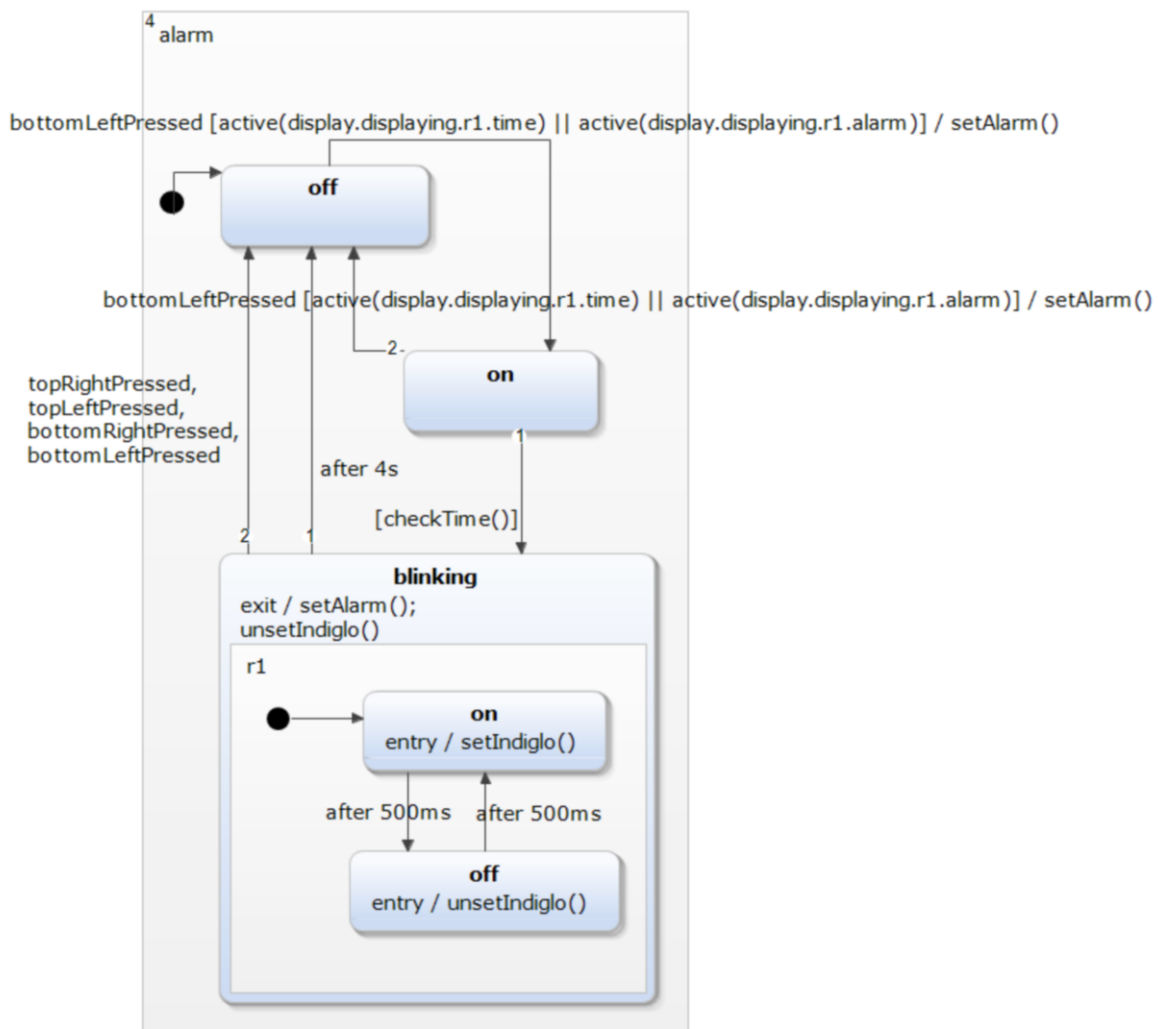 4
alarm
bottomLeftPressed [active(display.displaying.r1.time) || active(display.displaying.r1.alarm)] / setAlarm()
off
bottomLeftPressed [active(display.displaying.r1.time) || active(display.displaying.r1.alarm)] / setAlarm()
2
on
topRightPressed,
topLeftPressed,
bottomRightPressed,
bottomLeftPressed
1
after 4s
[checkTime()]
2
1
blinking
exit / setAlarm();
unsetIndiglo()
r1
on
entry / setIndiglo()
after 500ms
after 500ms
off
entry / unsetIndiglo()